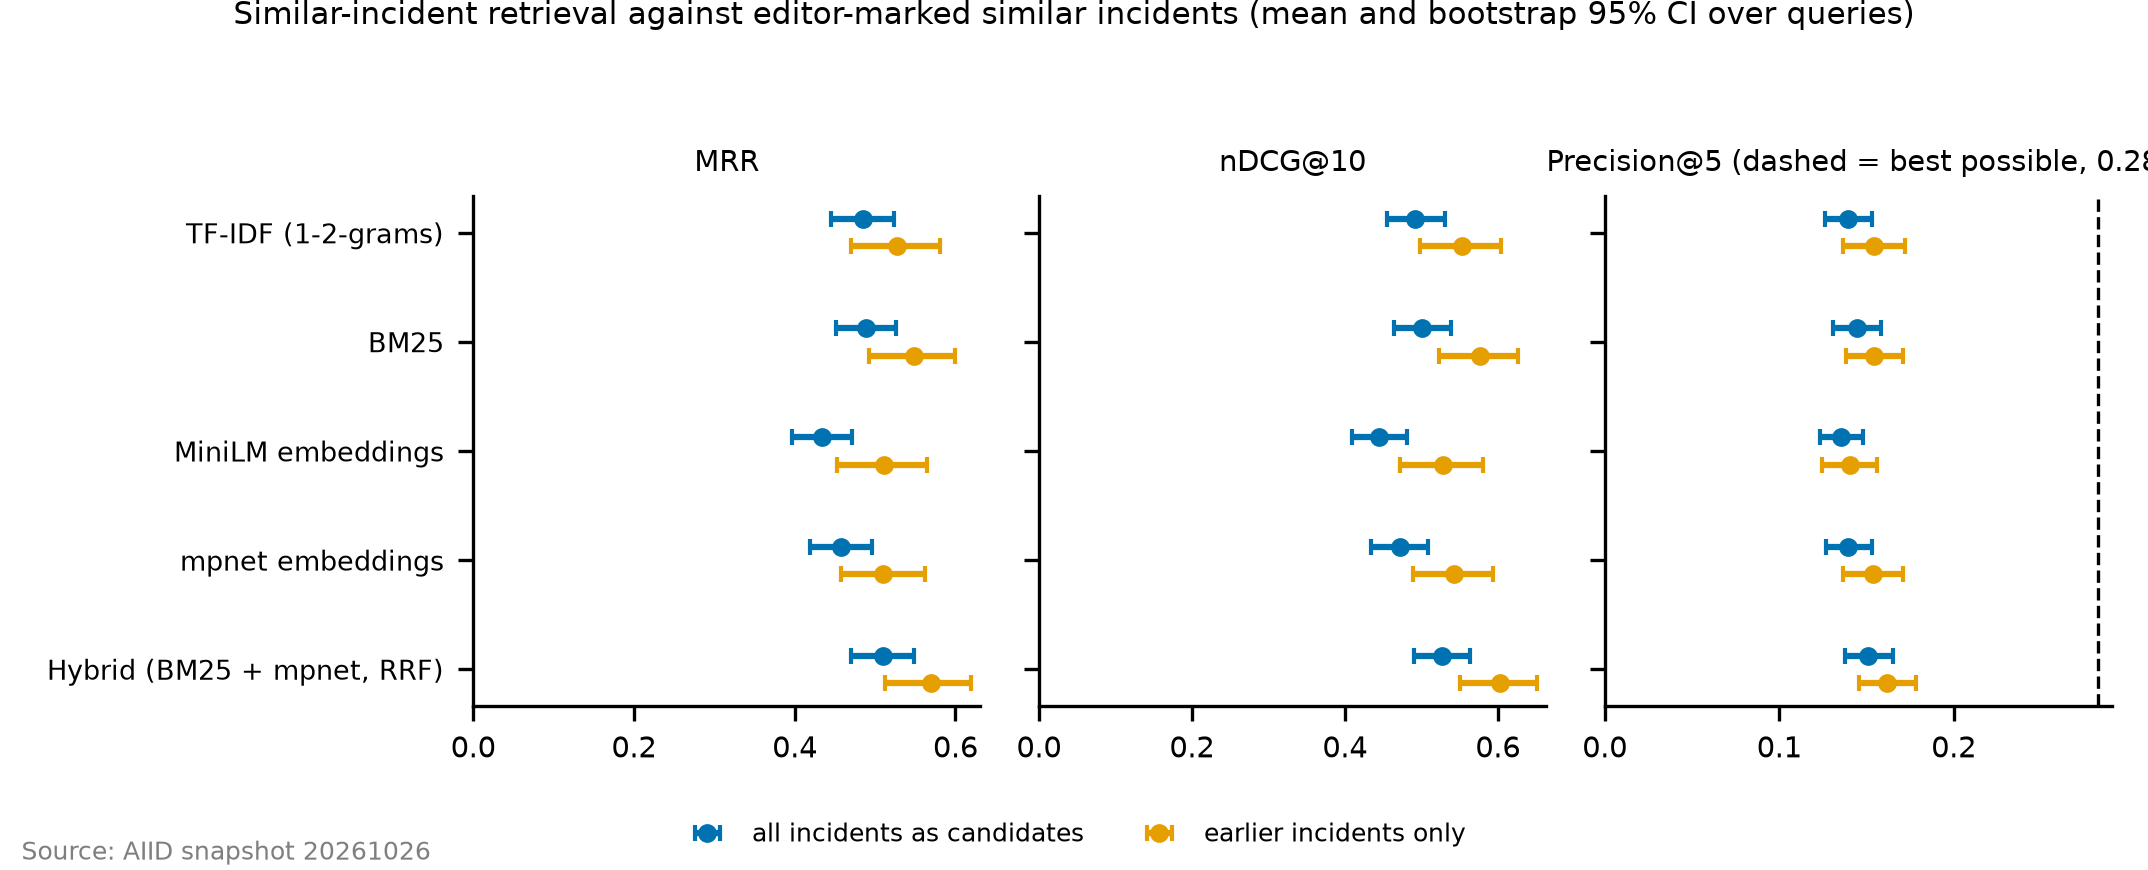 Similar-incident retrieval against editor-marked similar incidents (mean and bootstrap 95% CI over queries)
MRR
nDCG@10
Precision@5 (dashed = best possible, 0.28
TF-IDF (1-2-grams)
BM25
MiniLM embeddings
mpnet embeddings
Hybrid (BM25 + mpnet, RRF)
0.0 0.2 0.4 0.6
0.0 0.2 0.4 0.6
0.0 0.1 0.2
all incidents as candidates
earlier incidents only
Source: AIID snapshot 20261026